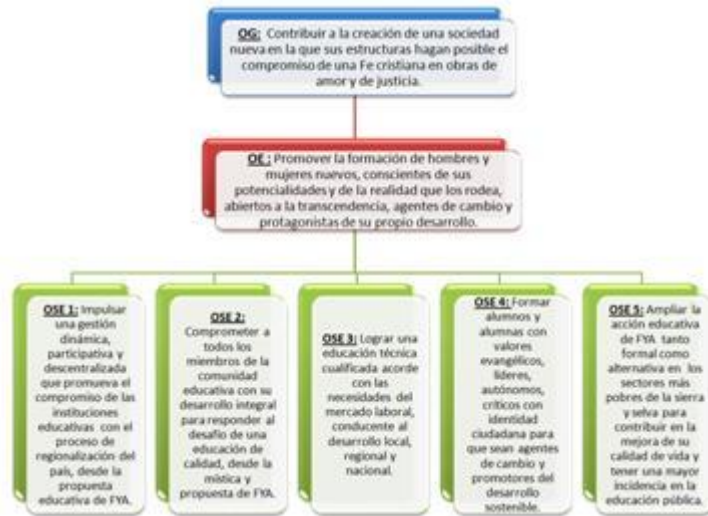 OG: Contribuir a la creación de una sociedad
nueva en la que sus estructuras hagan posible el
compromiso de una Fe cristiana en obras de
amor y de justicia.
OE : Promover la formación de hombres y
mujeres nuevos, conscientes de sus
potencialidades y de la realidad que los rodea,
abiertos a la transcendencia, agentes de cambio y
protagonistas de su propio desarrollo.
OSE 1: Impulsar
una gestión
dinámica,
participativa y
descentralizada
que promueva el
compromiso de las
instituciones
educativas con el
proceso de
regionalización del
país, desde la
propuesta
educativa de FYA.
OSE 2:
Comprometer a
todos los
miembros de la
comunidad
educativa con su
desarrollo integral
para responder al
desafío de una
educación de
calidad, desde la
mística y
propuesta de FYA.
OSE 3: Lograr una
educación técnica
cualificada acorde
con las
necesidades del
mercado laboral,
conducente al
desarrollo local,
regional y
nacional.
OSE 4: Formar
alumnos y
alumnas con
valores
evangélicos,
líderes,
autónomos,
críticos con
identidad
ciudadana para
que sean agentes
de cambio y
promotores del
desarrollo
sostenible.
OSE 5: Ampliar la
acción educativa
de FYA tanto
formal como
alternativa en los
sectores más
pobres de la sierra
y selva para
contribuir en la
mejora de su
calidad de vida y
tener una mayor
incidencia en la
educación pública.